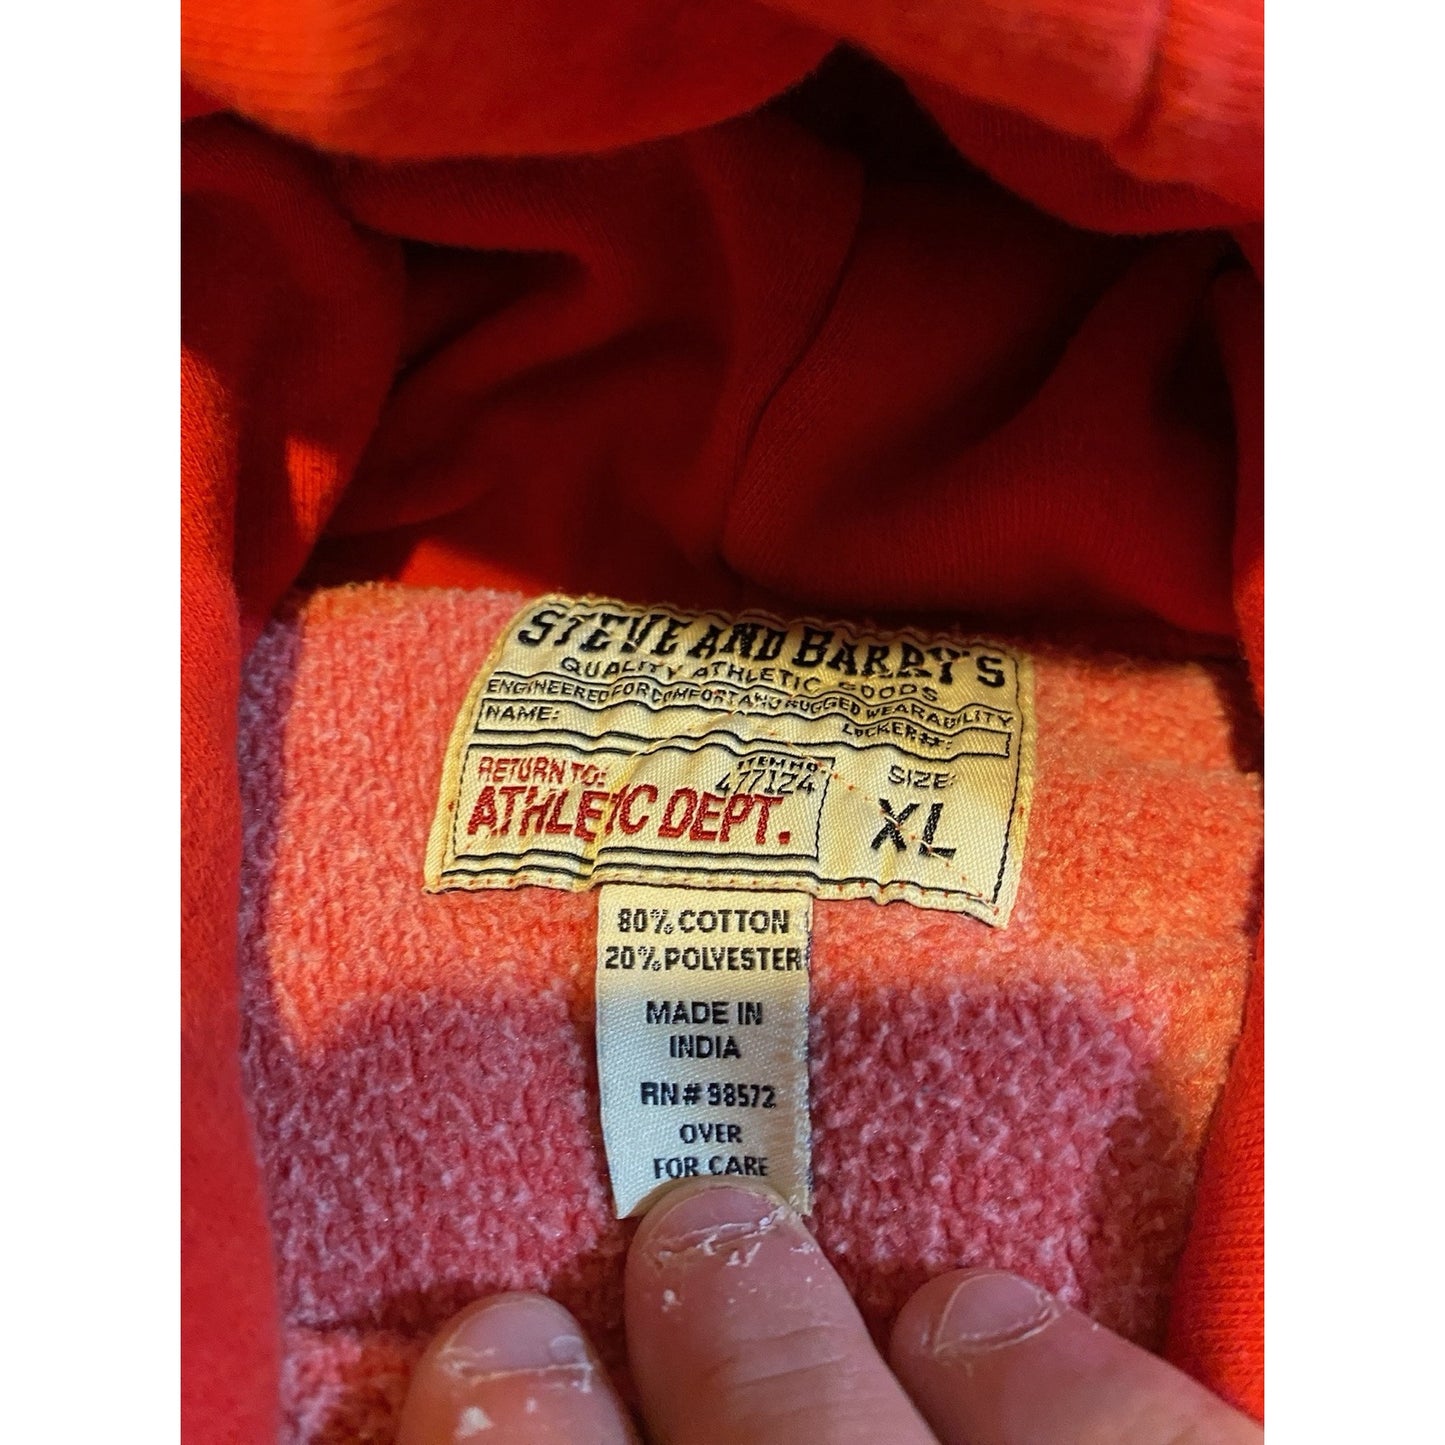 STEVE AND BARRY'S
QUALITY ATHLETIC GOODS
ENGINEERED FOR COMFORT AND RUGGED WEARABILITY
NAME: LOCKER#:
RETURN TO: ITEM NO. 477124
ATHLETIC DEPT.
SIZE:
XL
80% COTTON
20% POLYESTER
MADE IN
INDIA
RN# 98572
OVER
FOR CARE